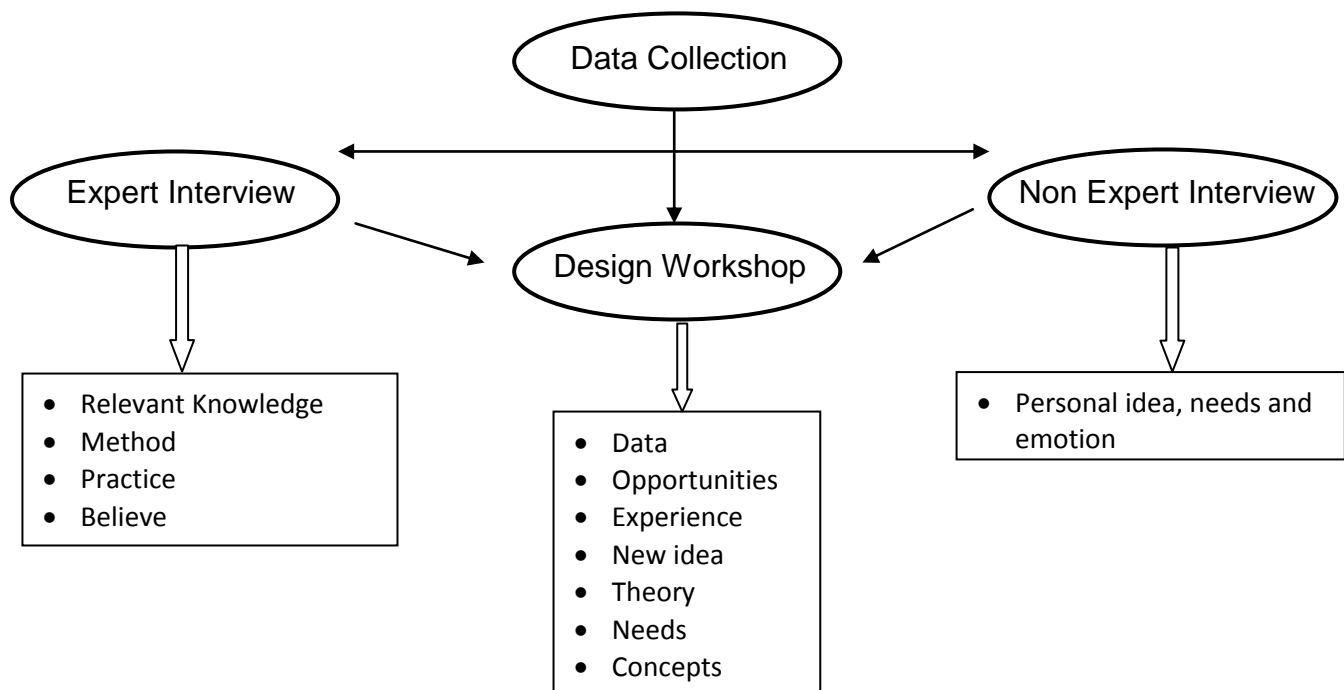 Data Collection
Expert Interview
Non Expert Interview
Design Workshop
• Relevant Knowledge
• Method
• Practice
• Believe
• Data
• Opportunities
• Experience
• New idea
• Theory
• Needs
• Concepts
• Personal idea, needs and
emotion